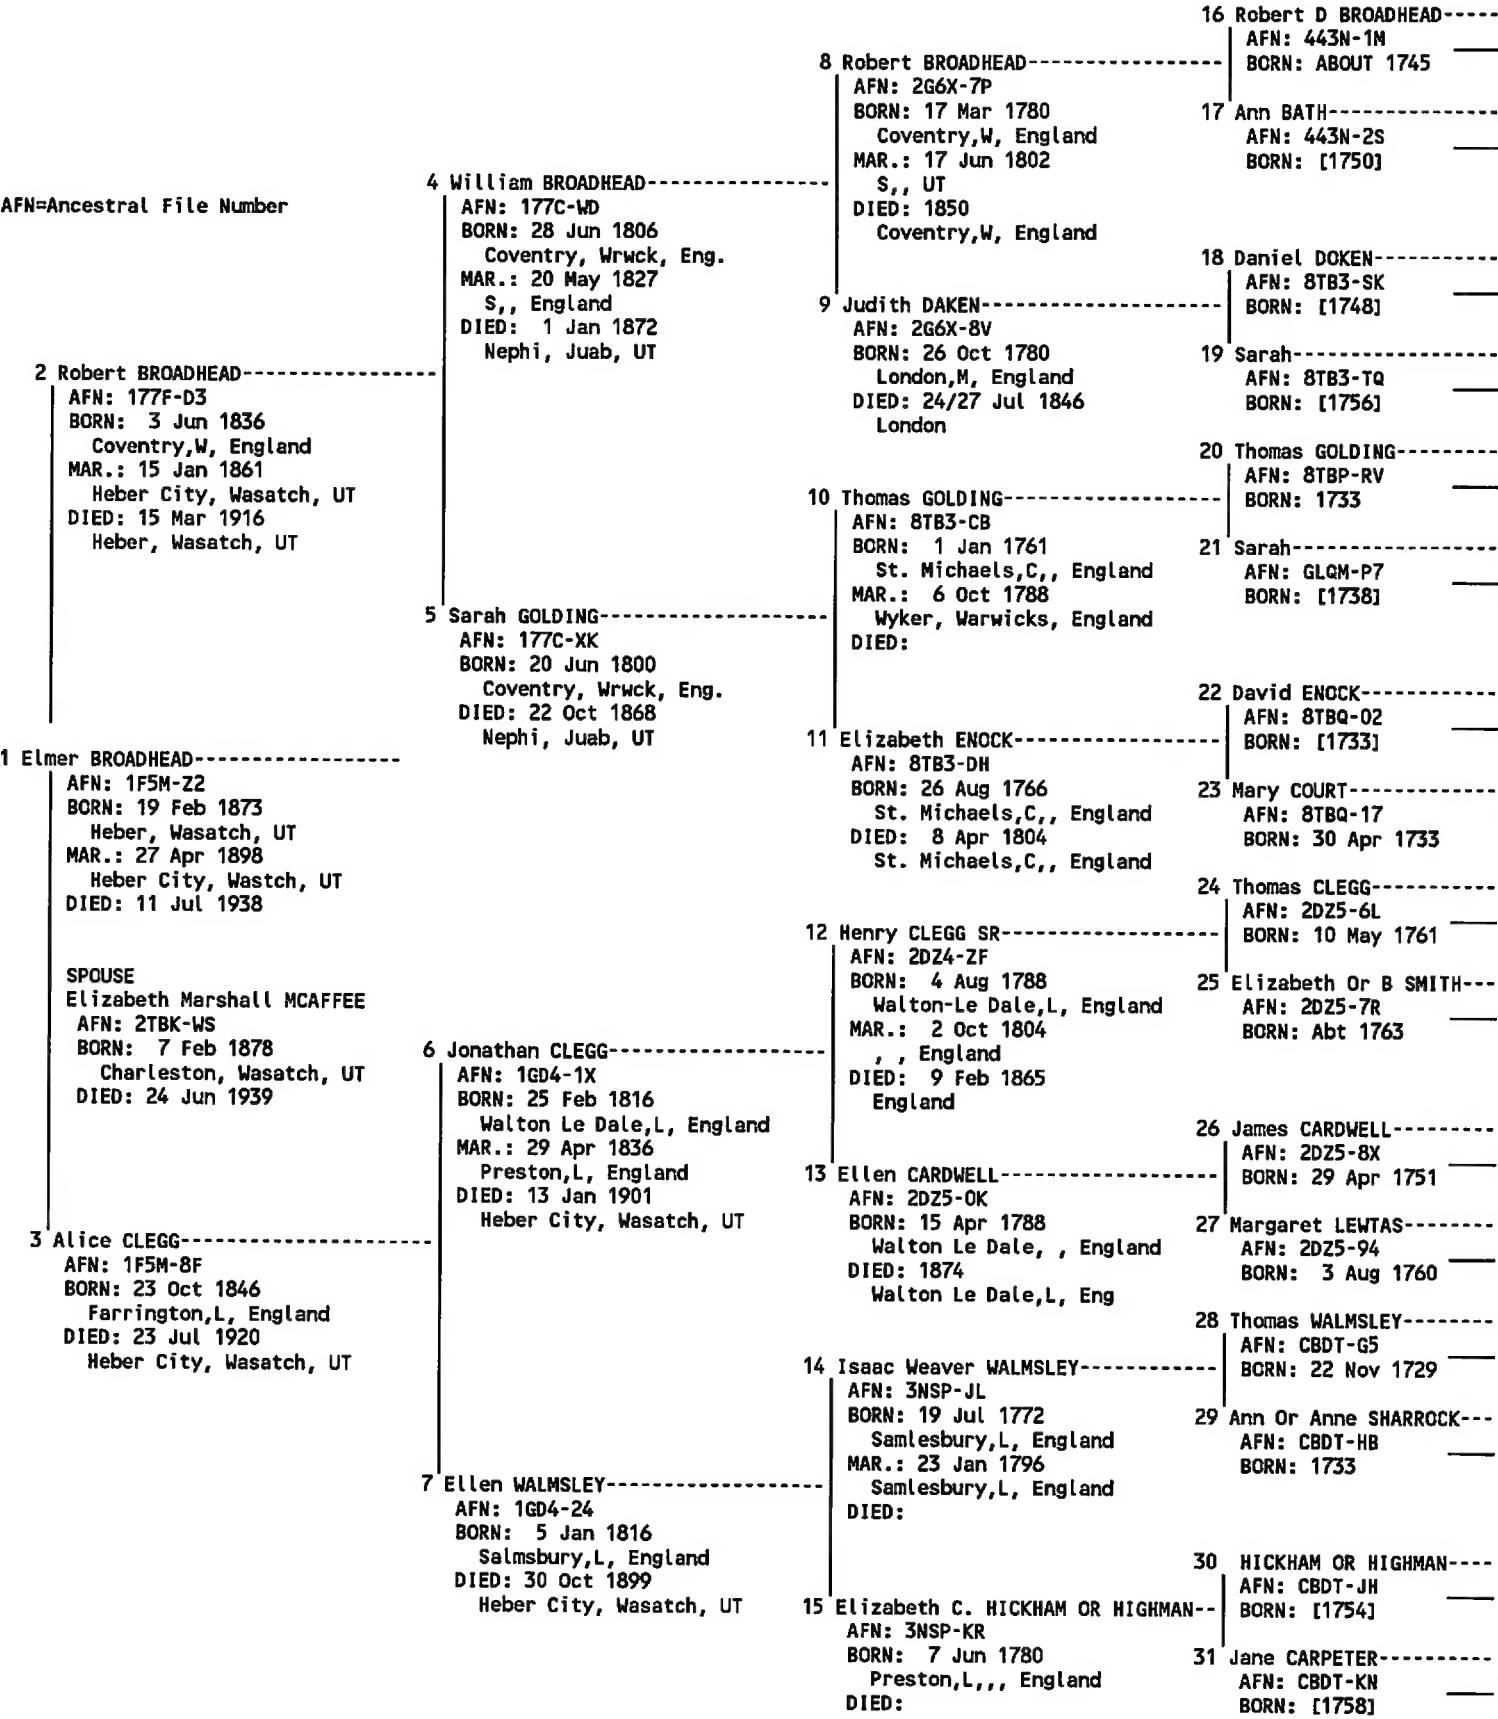 AFN=Ancestral File Number
1 Elmer BROADHEAD------------------
AFN: 1F5M-Z2
BORN: 19 Feb 1873
Heber, Wasatch, UT
MAR.: 27 Apr 1898
Heber City, Wastch, UT
DIED: 11 Jul 1938
SPOUSE
Elizabeth Marshall MCAFFEE
AFN: 2TBK-WS
BORN: 7 Feb 1878
Charleston, Wasatch, UT
DIED: 24 Jun 1939
2 Robert BROADHEAD----------------
AFN: 177F-D3
BORN: 3 Jun 1836
Coventry,W, England
MAR.: 15 Jan 1861
Heber City, Wasatch, UT
DIED: 15 Mar 1916
Heber, Wasatch, UT
3 Alice CLEGG---------------------
AFN: 1F5M-8F
BORN: 23 Oct 1846
Farrington,L, England
DIED: 23 Jul 1920
Heber City, Wasatch, UT
4 William BROADHEAD---------------
AFN: 177C-WD
BORN: 28 Jun 1806
Coventry, Wrwck, Eng.
MAR.: 20 May 1827
S,, England
DIED: 1 Jan 1872
Nephi, Juab, UT
5 Sarah GOLDING-------------------
AFN: 177C-XK
BORN: 20 Jun 1800
Coventry, Wrwck, Eng.
DIED: 22 Oct 1868
Nephi, Juab, UT
6 Jonathan CLEGG------------------
AFN: 1GD4-1X
BORN: 25 Feb 1816
Walton Le Dale,L, England
MAR.: 29 Apr 1836
Preston,L, England
DIED: 13 Jan 1901
Heber City, Wasatch, UT
7 Ellen WALMSLEY------------------
AFN: 1GD4-24
BORN: 5 Jan 1816
Salmsbury,L, England
DIED: 30 Oct 1899
Heber City, Wasatch, UT
8 Robert BROADHEAD----------------
AFN: 2G6X-7P
BORN: 17 Mar 1780
Coventry,W, England
MAR.: 17 Jun 1802
S,, UT
DIED: 1850
Coventry,W, England
9 Judith DAKEN--------------------
AFN: 2G6X-8V
BORN: 26 Oct 1780
London,M, England
DIED: 24/27 Jul 1846
London
10 Thomas GOLDING------------------
AFN: 8TB3-CB
BORN: 1 Jan 1761
St. Michaels,C,, England
MAR.: 6 Oct 1788
Wyker, Warwicks, England
DIED:
11 Elizabeth ENOCK-----------------
AFN: 8TB3-DH
BORN: 26 Aug 1766
St. Michaels,C,, England
DIED: 8 Apr 1804
St. Michaels,C,, England
12 Henry CLEGG SR------------------
AFN: 2DZ4-ZF
BORN: 4 Aug 1788
Walton-Le Dale,L, England
MAR.: 2 Oct 1804
, , England
DIED: 9 Feb 1865
England
13 Ellen CARDWELL------------------
AFN: 2DZ5-0K
BORN: 15 Apr 1788
Walton Le Dale, , England
DIED: 1874
Walton Le Dale,L, Eng
14 Isaac Weaver WALMSLEY------------
AFN: 3NSP-JL
BORN: 19 Jul 1772
Samlesbury,L, England
MAR.: 23 Jan 1796
Samlesbury,L, England
DIED:
15 Elizabeth C. HICKHAM OR HIGHMAN--
AFN: 3NSP-KR
BORN: 7 Jun 1780
Preston,L,,, England
DIED:
16 Robert D BROADHEAD-----
AFN: 443N-1M
BORN: ABOUT 1745
17 Ann BATH--------------
AFN: 443N-2S
BORN: [1750]
18 Daniel DOKEN-----------
AFN: 8TB3-SK
BORN: [1748]
19 Sarah-----------------
AFN: 8TB3-TQ
BORN: [1756]
20 Thomas GOLDING---------
AFN: 8TBP-RV
BORN: 1733
21 Sarah-----------------
AFN: GLQM-P7
BORN: [1738]
22 David ENOCK------------
AFN: 8TBQ-02
BORN: [1733]
23 Mary COURT-------------
AFN: 8TBQ-17
BORN: 30 Apr 1733
24 Thomas CLEGG-----------
AFN: 2DZ5-6L
BORN: 10 May 1761
25 Elizabeth Or B SMITH---
AFN: 2DZ5-7R
BORN: Abt 1763
26 James CARDWELL---------
AFN: 2DZ5-8X
BORN: 29 Apr 1751
27 Margaret LEWTAS--------
AFN: 2DZ5-94
BORN: 3 Aug 1760
28 Thomas WALMSLEY--------
AFN: CBDT-G5
BORN: 22 Nov 1729
29 Ann Or Anne SHARROCK---
AFN: CBDT-HB
BORN: 1733
30 HICKHAM OR HIGHMAN----
AFN: CBDT-JH
BORN: [1754]
31 Jane CARPETER----------
AFN: CBDT-KN
BORN: [1758]